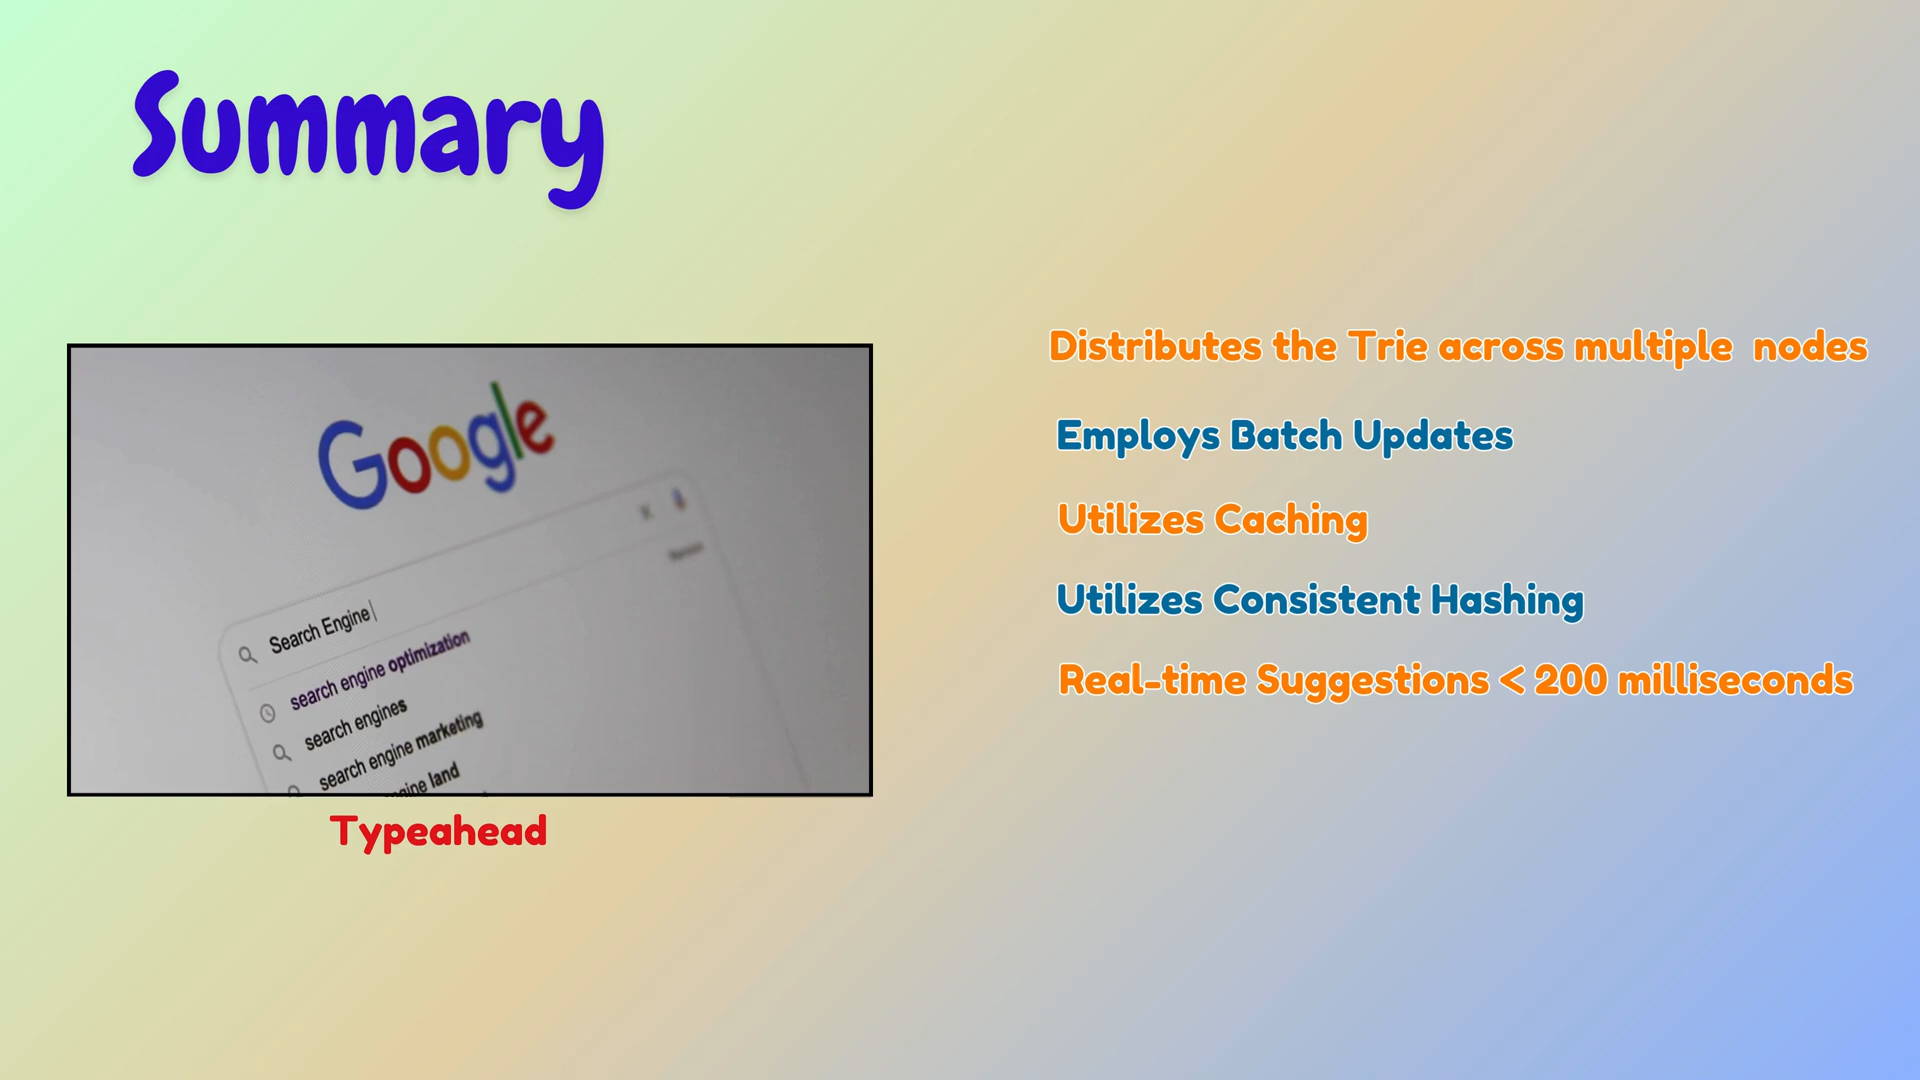 Summary
Google
Search Engine
search engine optimization
search engines
search engine marketing
engine land
Typeahead
Distributes the Trie across multiple nodes
Employs Batch Updates
Utilizes Caching
Utilizes Consistent Hashing
Real-time Suggestions < 200 milliseconds